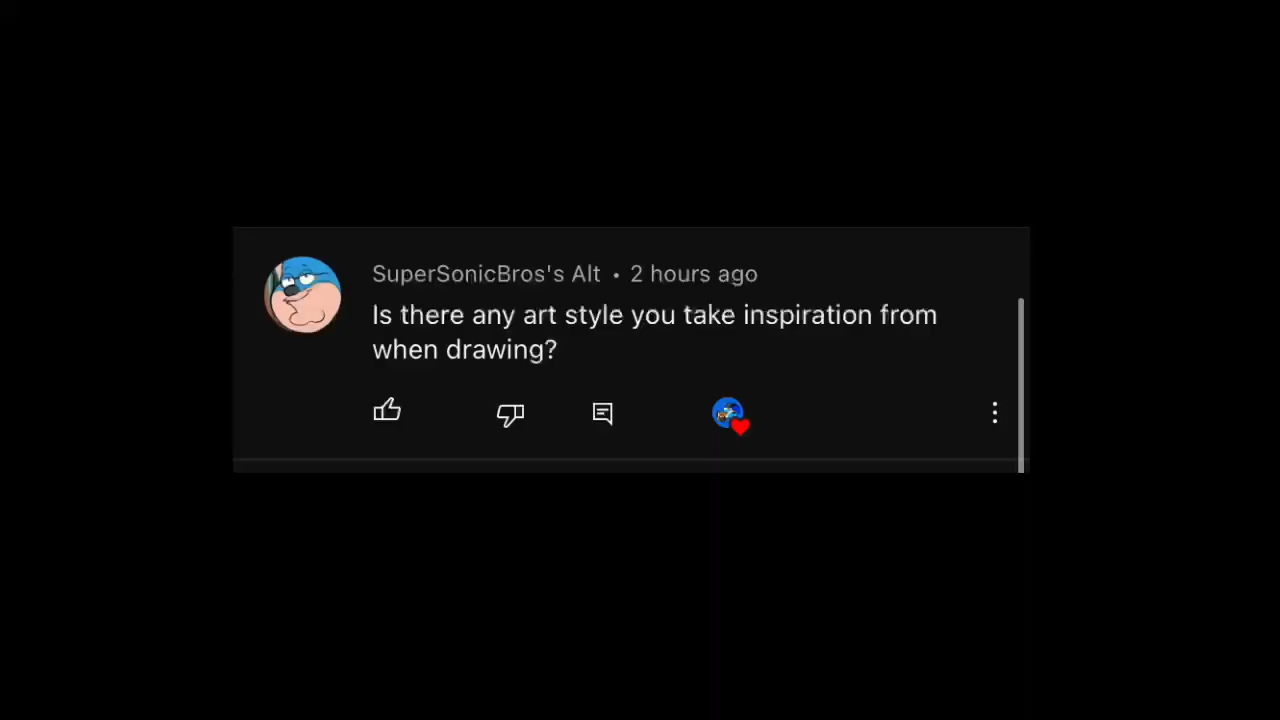 SuperSonicBros's Alt • 2 hours ago
Is there any art style you take inspiration from
when drawing?